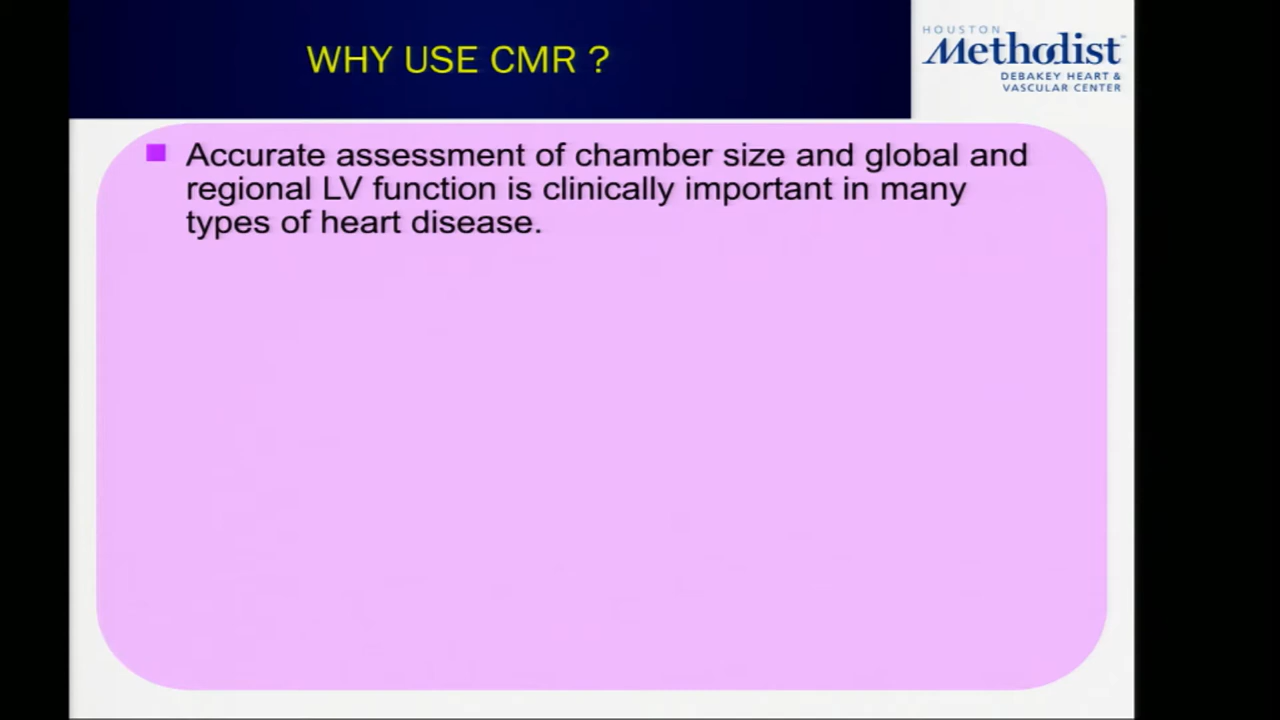 WHY USE CMR ?
HOUSTON
Methodist
DEBAKEY HEART &
VASCULAR CENTER
Accurate assessment of chamber size and global and
regional LV function is clinically important in many
types of heart disease.